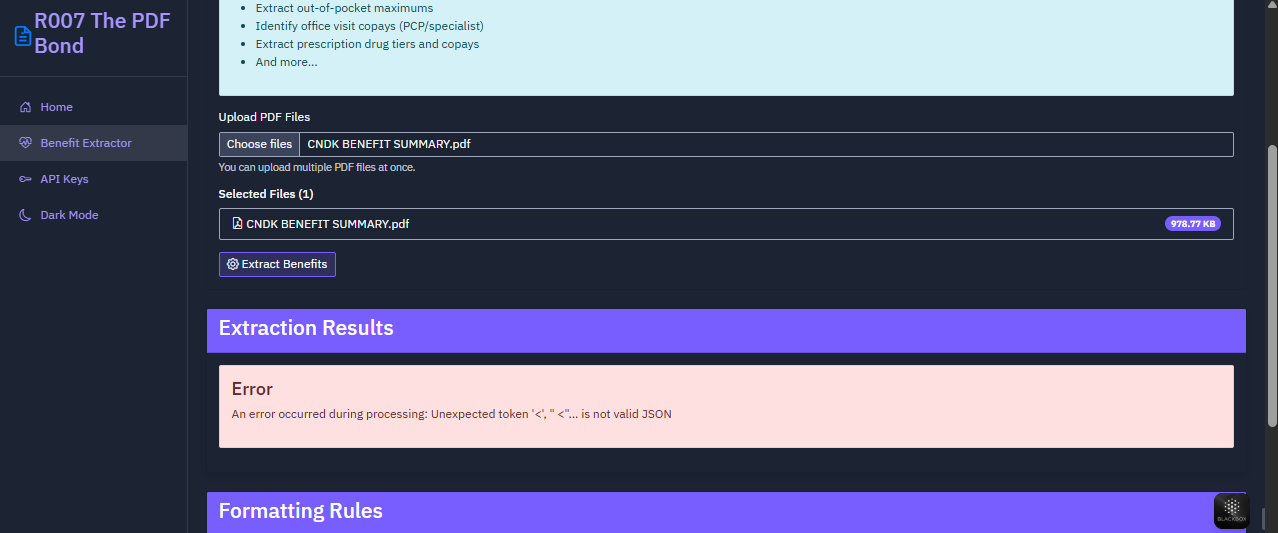 R007 The PDF
Bond
Home
Benefit Extractor
API Keys
Dark Mode
Extract out-of-pocket maximums
Identify office visit copays (PCP/specialist)
Extract prescription drug tiers and copays
And more...
Upload PDF Files
Choose files CNDK BENEFIT SUMMARY.pdf
You can upload multiple PDF files at once.
Selected Files (1)
CNDK BENEFIT SUMMARY.pdf 978.77 KB
Extract Benefits
Extraction Results
Error
An error occurred during processing: Unexpected token '<', " <"... is not valid JSON
Formatting Rules
BLACKBOX